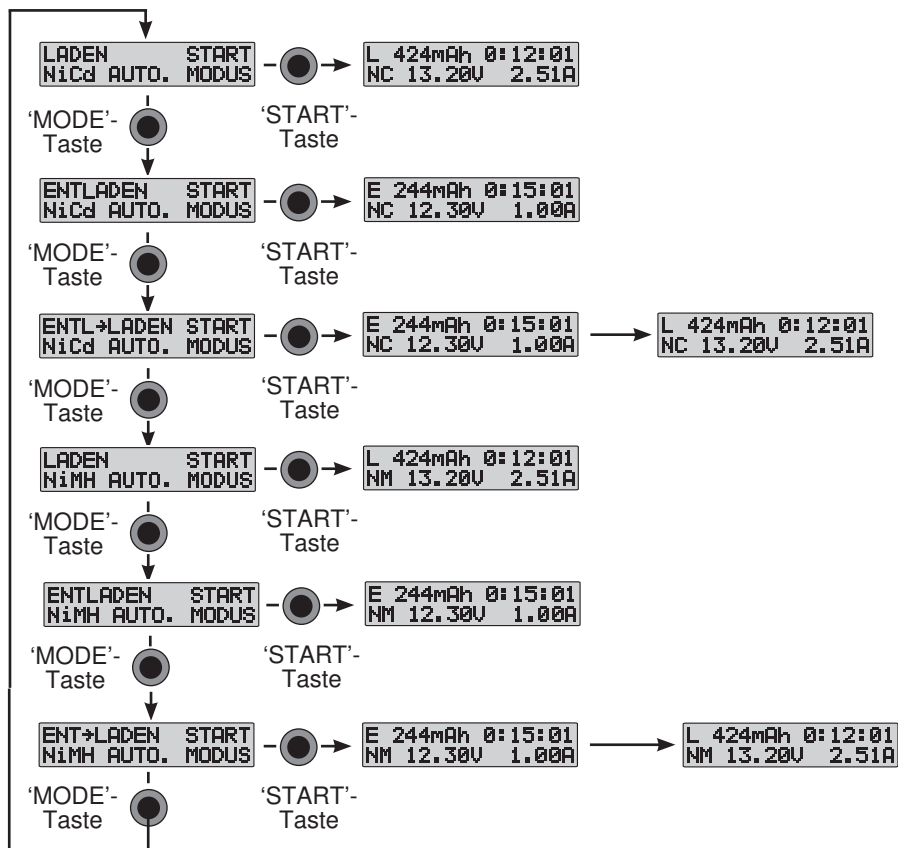 LADEN START
NiCd AUTO. MODUS
L 424mAh 0:12:01
NC 13.20V 2.51A
'MODE'-
Taste
'START'-
Taste
ENTLADEN START
NiCd AUTO. MODUS
E 244mAh 0:15:01
NC 12.30V 1.00A
'MODE'-
Taste
'START'-
Taste
ENTL→LADEN START
NiCd AUTO. MODUS
E 244mAh 0:15:01
NC 12.30V 1.00A
L 424mAh 0:12:01
NC 13.20V 2.51A
'MODE'-
Taste
'START'-
Taste
LADEN START
NiMH AUTO. MODUS
L 424mAh 0:12:01
NM 13.20V 2.51A
'MODE'-
Taste
'START'-
Taste
ENTLADEN START
NiMH AUTO. MODUS
E 244mAh 0:15:01
NM 12.30V 1.00A
'MODE'-
Taste
'START'-
Taste
ENT→LADEN START
NiMH AUTO. MODUS
E 244mAh 0:15:01
NM 12.30V 1.00A
L 424mAh 0:12:01
NM 13.20V 2.51A
'MODE'-
Taste
'START'-
Taste